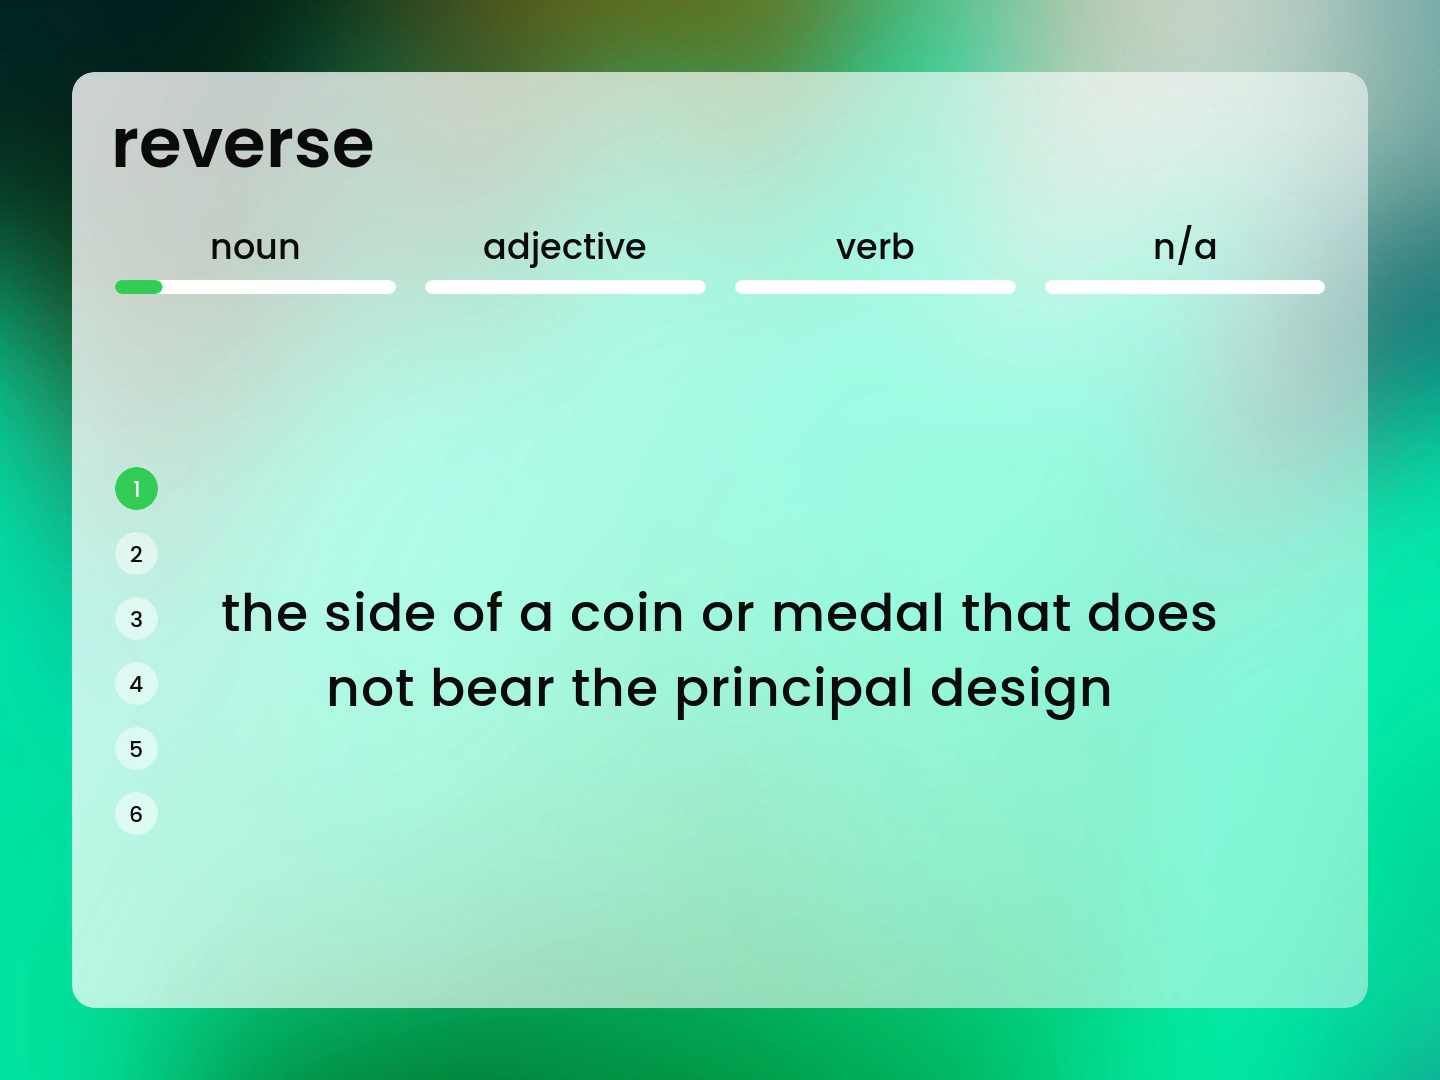 reverse
noun
adjective
verb
n/a
1
2
3
4
5
6
the side of a coin or medal that does
not bear the principal design